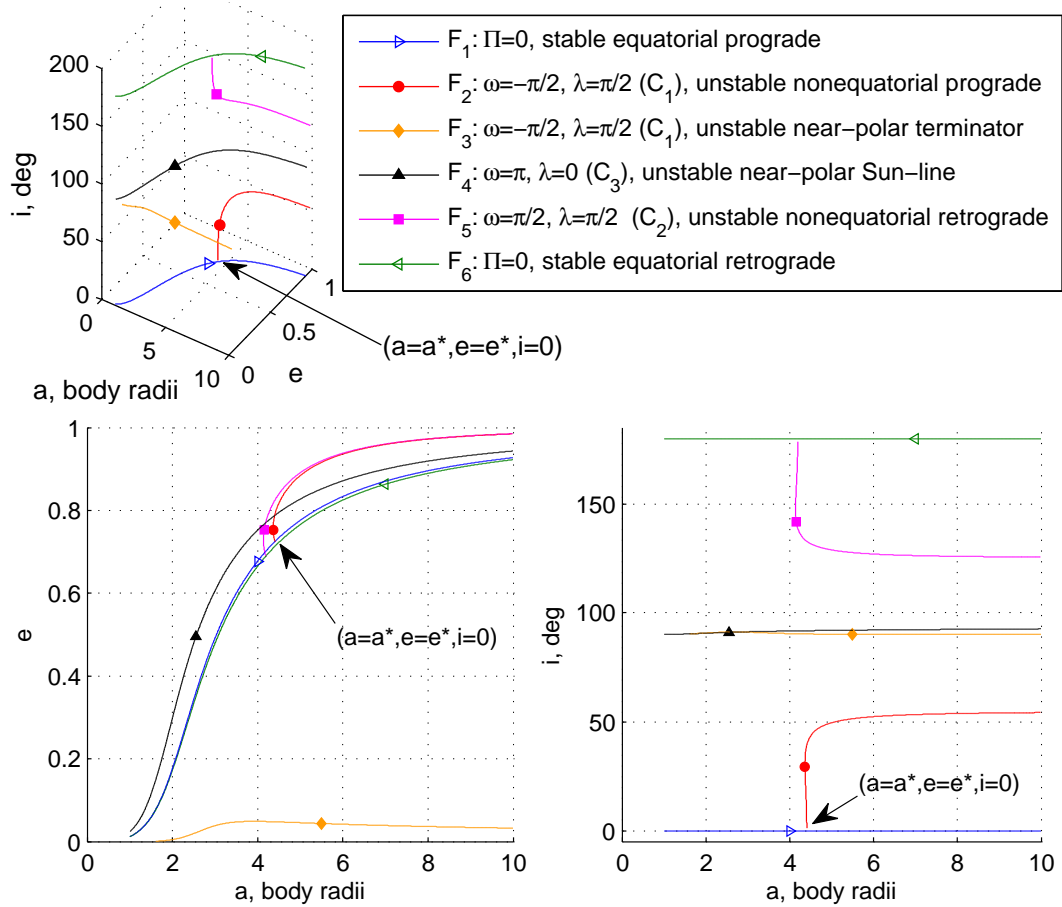 F1: Π=0, stable equatorial prograde
F2: ω=−π/2, λ=π/2 (C1), unstable nonequatorial prograde
F3: ω=−π/2, λ=π/2 (C1), unstable near−polar terminator
F4: ω=π, λ=0 (C3), unstable near−polar Sun−line
F5: ω=π/2, λ=π/2 (C2), unstable nonequatorial retrograde
F6: Π=0, stable equatorial retrograde
200
150
100
50
0
i, deg
0
5
10
a, body radii
0
0.5
1
e
(a=a*,e=e*,i=0)
1
0.8
0.6
0.4
0.2
0
e
0
2
4
6
8
10
a, body radii
(a=a*,e=e*,i=0)
150
100
50
0
i, deg
0
2
4
6
8
10
a, body radii
(a=a*,e=e*,i=0)